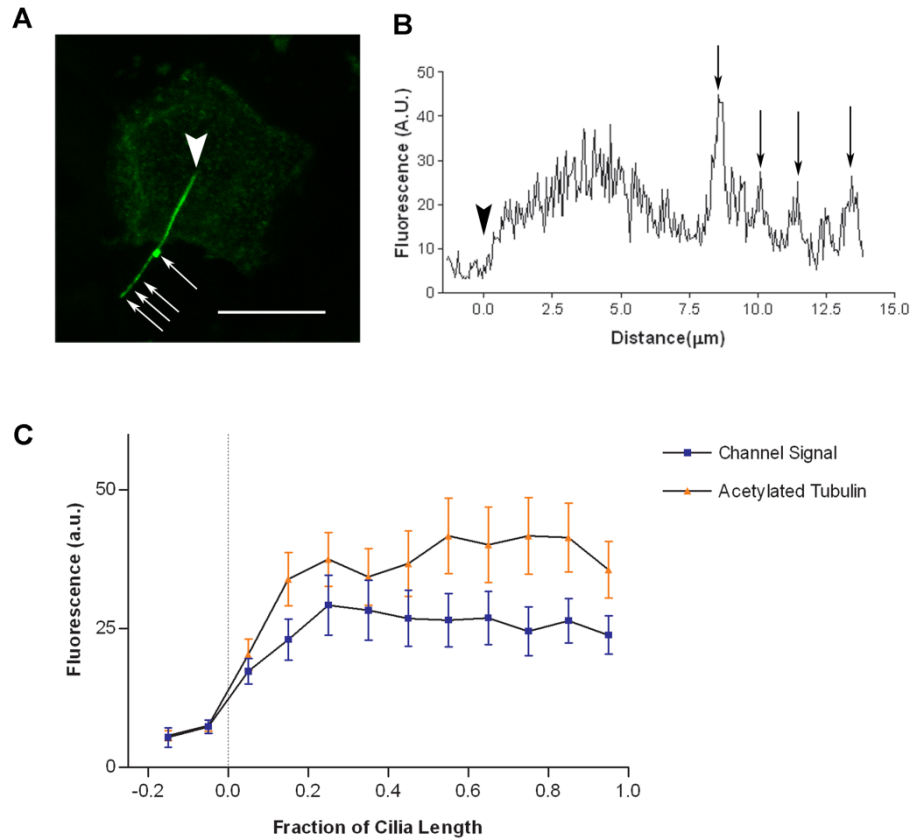 A
B
Fluorescence (A.U.)
50
40
30
20
10
0
0.0 2.5 5.0 7.5 10.0 12.5 15.0
Distance(μm)
C
Fluorescence (a.u.)
50
25
0
-0.2 0.0 0.2 0.4 0.6 0.8 1.0
Fraction of Cilia Length
Channel Signal
Acetylated Tubulin